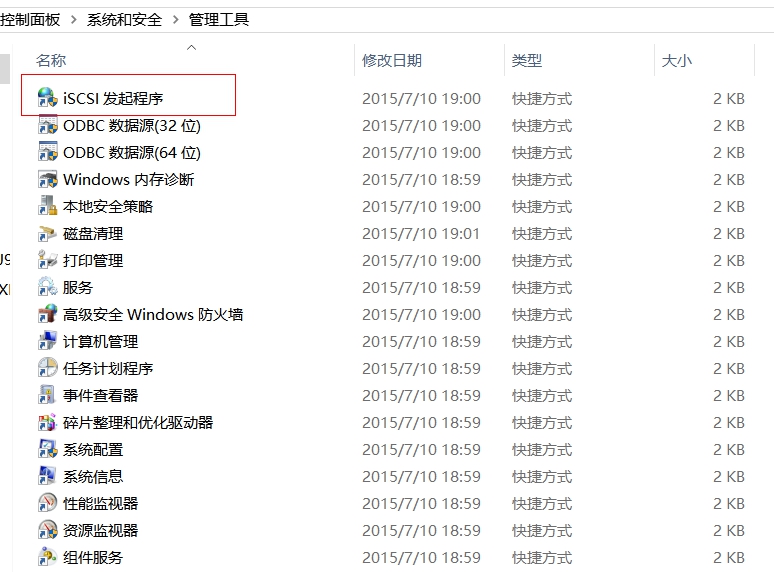 控制面板 > 系统和安全 > 管理工具
名称 修改日期 类型 大小
iSCSI 发起程序 2015/7/10 19:00 快捷方式 2 KB
ODBC 数据源(32 位) 2015/7/10 19:00 快捷方式 2 KB
ODBC 数据源(64 位) 2015/7/10 19:00 快捷方式 2 KB
Windows 内存诊断 2015/7/10 18:59 快捷方式 2 KB
本地安全策略 2015/7/10 19:00 快捷方式 2 KB
磁盘清理 2015/7/10 19:01 快捷方式 2 KB
打印管理 2015/7/10 19:00 快捷方式 2 KB
服务 2015/7/10 18:59 快捷方式 2 KB
高级安全 Windows 防火墙 2015/7/10 19:00 快捷方式 2 KB
计算机管理 2015/7/10 18:59 快捷方式 2 KB
任务计划程序 2015/7/10 18:59 快捷方式 2 KB
事件查看器 2015/7/10 18:59 快捷方式 2 KB
碎片整理和优化驱动器 2015/7/10 18:59 快捷方式 2 KB
系统配置 2015/7/10 18:59 快捷方式 2 KB
系统信息 2015/7/10 18:59 快捷方式 2 KB
性能监视器 2015/7/10 18:59 快捷方式 2 KB
资源监视器 2015/7/10 18:59 快捷方式 2 KB
组件服务 2015/7/10 18:59 快捷方式 2 KB